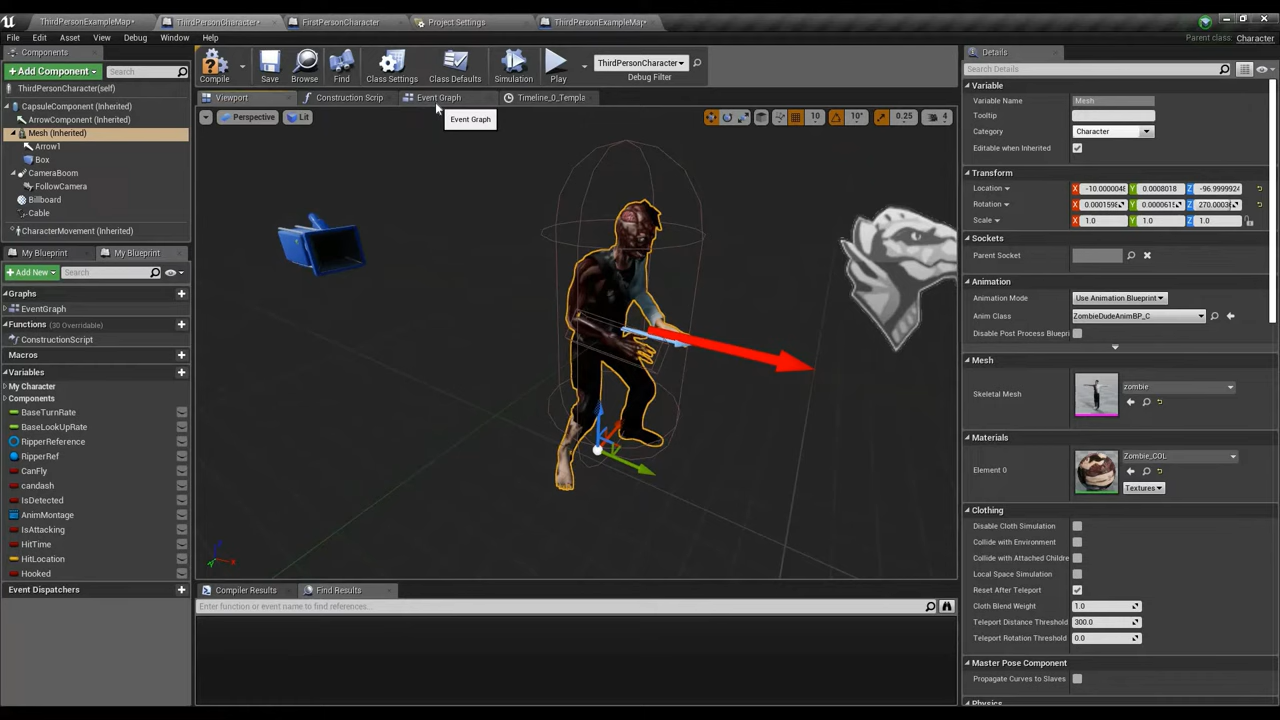 ThirdPersonExampleMap*
ThirdPersonCharacter*
FirstPersonCharacter
Project Settings
ThirdPersonExampleMap*
File Edit Asset View Debug Window Help
Parent class: Character
Components
+Add Component Search
ThirdPersonCharacter(self)
CapsuleComponent (Inherited)
ArrowComponent (Inherited)
Mesh (Inherited)
Arrow1
Box
CameraBoom
FollowCamera
Billboard
Cable
CharacterMovement (Inherited)
My Blueprint My Blueprint
+Add New Search
Graphs
EventGraph
Functions (30 Overridable)
ConstructionScript
Macros
Variables
My Character
Components
BaseTurnRate
BaseLookUpRate
RipperReference
RipperRef
CanFly
candash
IsDetected
AnimMontage
IsAttacking
HitTime
HitLocation
Hooked
Event Dispatchers
Compile Save Browse Find Class Settings Class Defaults Simulation Play
ThirdPersonCharacter
Debug Filter
Viewport Construction Scrip Event Graph Timeline_0_Templa
Event Graph
Perspective Lit
10 10° 0.25 4
Compiler Results Find Results
Enter function or event name to find references...
Details
Search Details
Variable
Variable Name Mesh
Tooltip
Category Character
Editable when Inherited
Transform
Location X -10.0000048 Y 0.0008018 Z -96.9999924
Rotation X 0.0001598 Y 0.0000615 Z 270.00038
Scale X 1.0 Y 1.0 Z 1.0
Sockets
Parent Socket
Animation
Animation Mode Use Animation Blueprint
Anim Class ZombieDudeAnimBP_C
Disable Post Process Bluepri
Mesh
Skeletal Mesh zombie
Materials
Element 0 Zombie_COL
Textures
Clothing
Disable Cloth Simulation
Collide with Environment
Collide with Attached Childre
Local Space Simulation
Reset After Teleport
Cloth Blend Weight 1.0
Teleport Distance Threshold 300.0
Teleport Rotation Threshold 0.0
Master Pose Component
Propagate Curves to Slaves
Physics